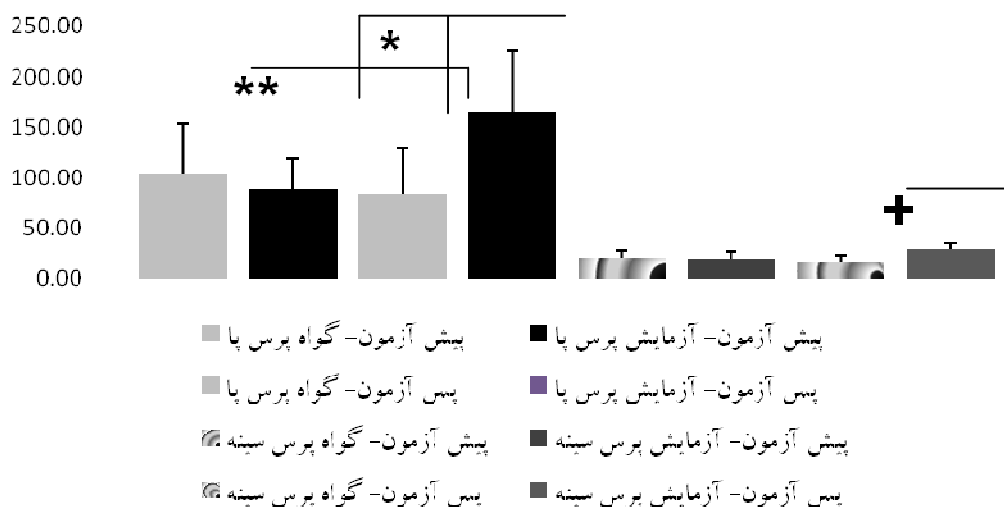 250.00
200.00
150.00
100.00
50.00
0.00
*
**
+
پیش آزمون- گواه پرس پا
پیش آزمون- آزمایش پرس پا
پس آزمون- گواه پرس پا
پس آزمون- آزمایش پرس پا
پیش آزمون- گواه پرس سینه
پیش آزمون- آزمایش پرس سینه
پس آزمون- گواه پرس سینه
پس آزمون- آزمایش پرس سینه